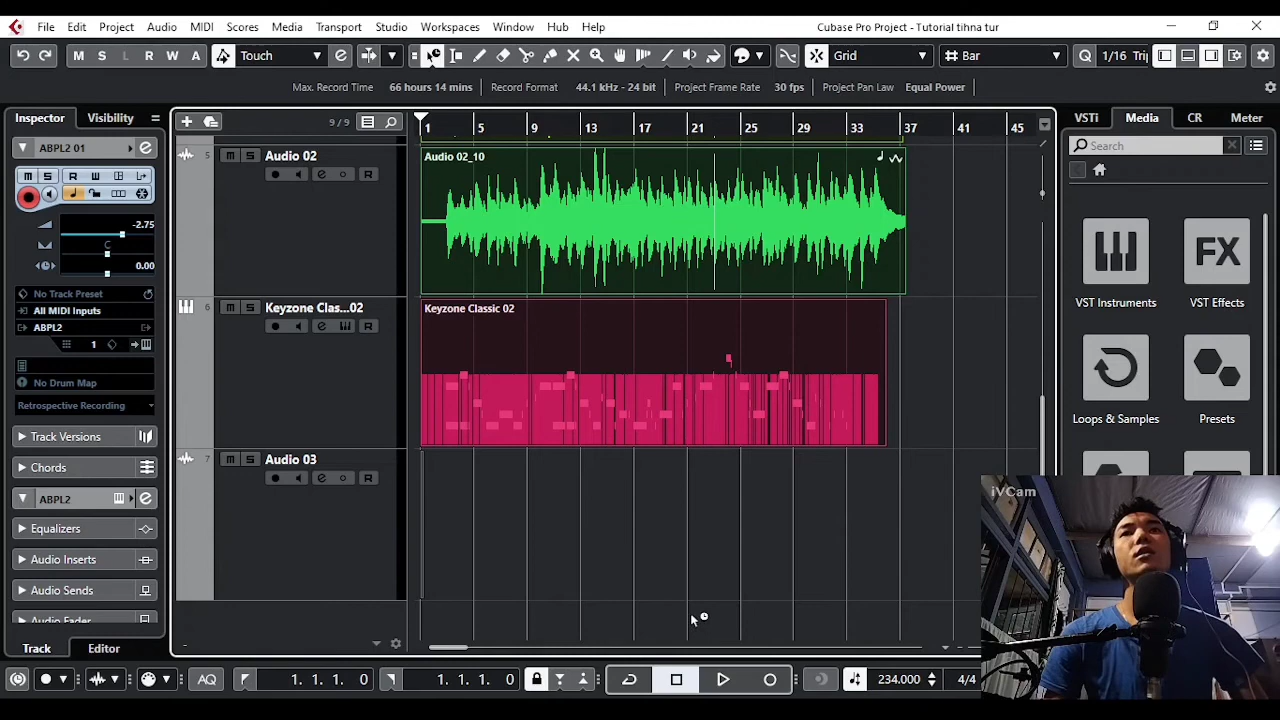 File Edit Project Audio MIDI Scores Media Transport Studio Workspaces Window Hub Help Cubase Pro Project - Tutorial tihna tur
M S L R W A Touch Grid Bar Q 1/16 Trip
Max. Record Time 66 hours 14 mins Record Format 44.1 kHz - 24 bit Project Frame Rate 30 fps Project Pan Law Equal Power
Inspector Visibility 9/9 1 5 9 13 17 21 25 29 33 37 41 45 VSTi Media CR Meter
ABPL2 01
Search
5 M S Audio 02
R
Audio 02_10
M S R W
-2.75
C
0.00
No Track Preset
All MIDI Inputs
ABPL2
1
No Drum Map
Retrospective Recording
Track Versions
Chords
ABPL2
Equalizers
Audio Inserts
Audio Sends
Audio Fader
Track Editor
6 M S Keyzone Clas...02
R
Keyzone Classic 02
7 M S Audio 03
R
FX
VST Instruments VST Effects
Loops & Samples Presets
iVCam
AQ 1. 1. 1. 0 1. 1. 1. 0 234.000 4/4